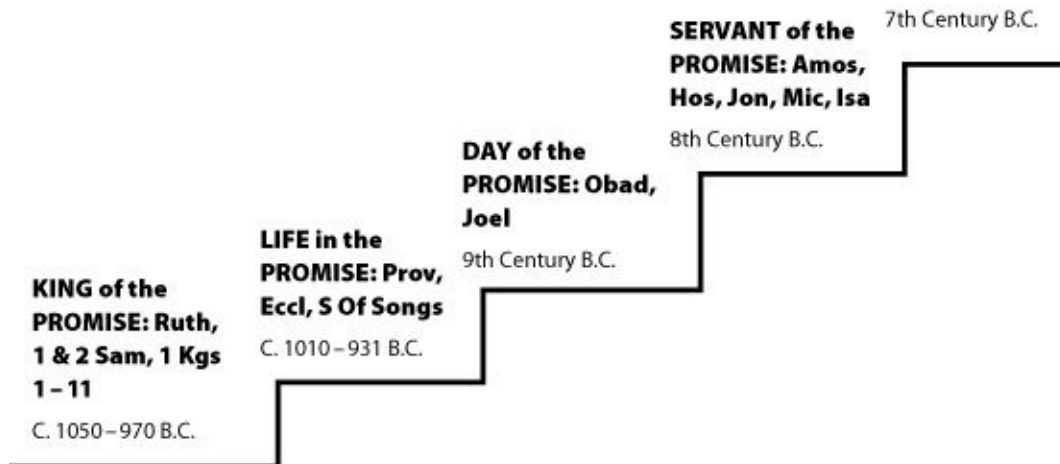 KING of the
PROMISE: Ruth,
1 & 2 Sam, 1 Kgs
1 – 11
C. 1050 – 970 B.C.
LIFE in the
PROMISE: Prov,
Eccl, S Of Songs
C. 1010 – 931 B.C.
DAY of the
PROMISE: Obad,
Joel
9th Century B.C.
SERVANT of the
PROMISE: Amos,
Hos, Jon, Mic, Isa
8th Century B.C.
7th Century B.C.